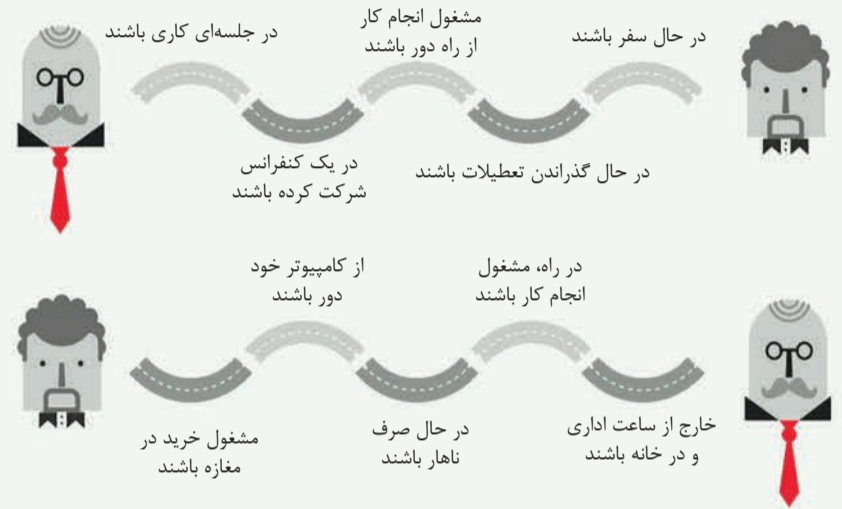 در حال سفر باشند
در حال گذراندن تعطیلات باشند
مشغول انجام کار
از راه دور باشند
در یک کنفرانس
شرکت کرده باشند
در جلسه‌ای کاری باشند
خارج از ساعت اداری
و در خانه باشند
در راه، مشغول
انجام کار باشند
در حال صرف
ناهار باشند
از کامپیوتر خود
دور باشند
مشغول خرید در
مغازه باشند